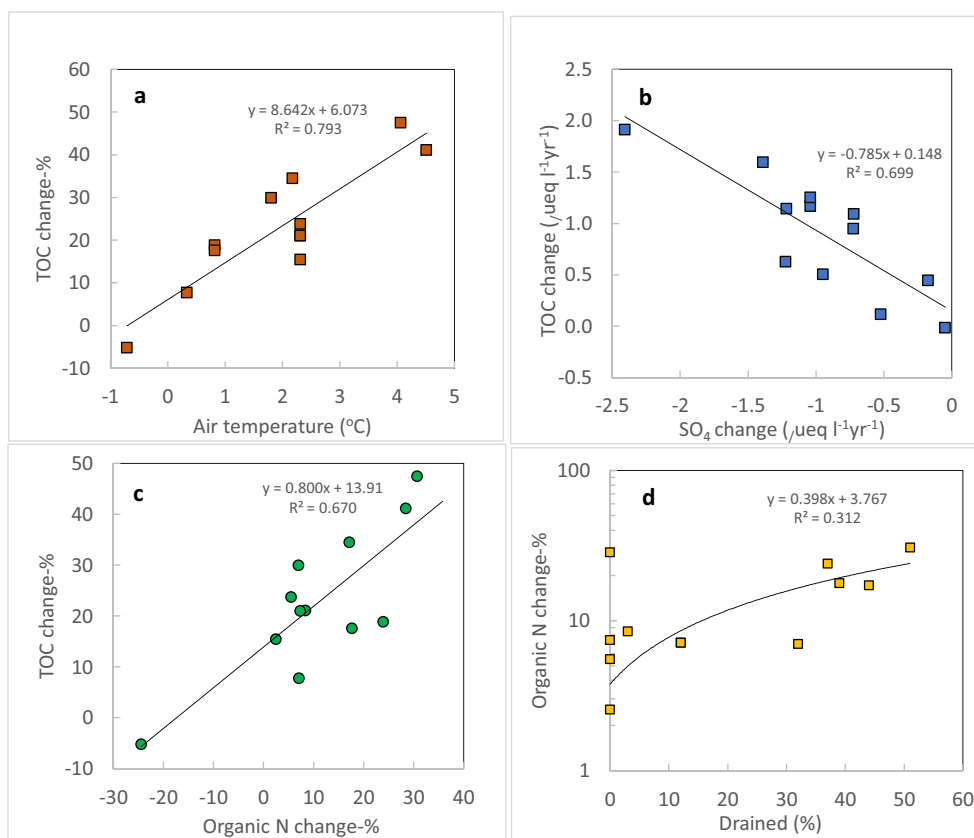 a
y = 8.642x + 6.073
R² = 0.793
60
50
40
30
20
10
0
-10
-1
0
1
2
3
4
5
TOC change-%
Air temperature (°C)
b
y = -0.785x + 0.148
R² = 0.699
2.5
2.0
1.5
1.0
0.5
0.0
-0.5
-2.5
-2
-1.5
-1
-0.5
0
TOC change (/ueq l⁻¹yr⁻¹)
SO₄ change (/ueq l⁻¹yr⁻¹)
c
y = 0.800x + 13.91
R² = 0.670
50
40
30
20
10
0
-10
-30
-20
-10
0
10
20
30
40
TOC change-%
Organic N change-%
d
y = 0.398x + 3.767
R² = 0.312
100
10
1
0
10
20
30
40
50
60
Organic N change-%
Drained (%)